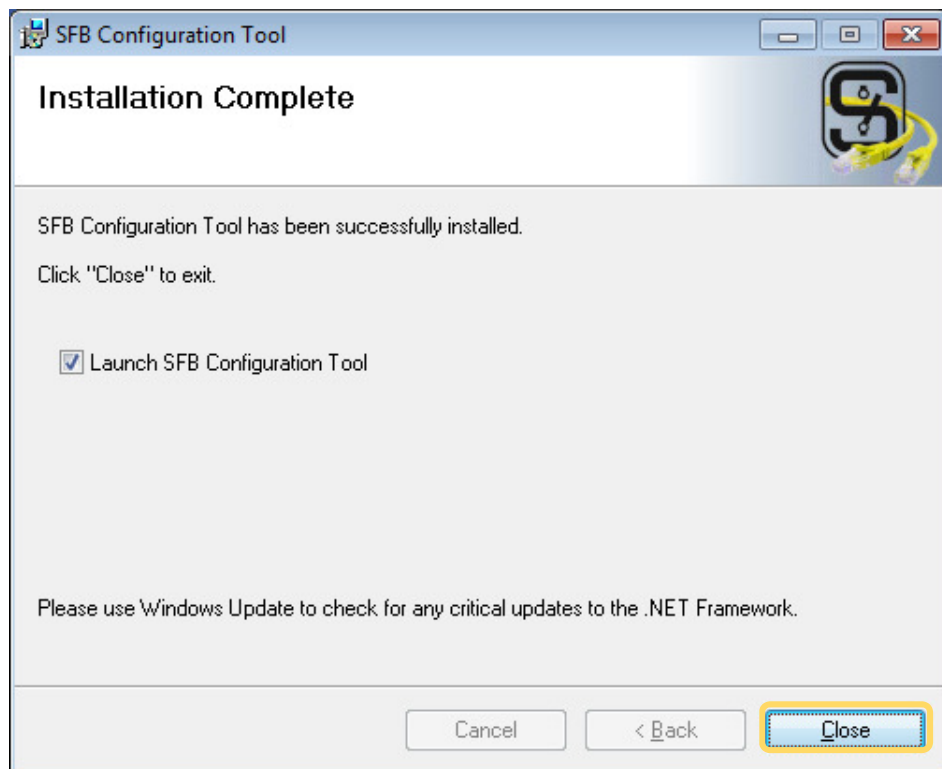 SFB Configuration Tool
Installation Complete
SFB Configuration Tool has been successfully installed.
Click "Close" to exit.
Launch SFB Configuration Tool
Please use Windows Update to check for any critical updates to the .NET Framework.
Cancel
< Back
Close